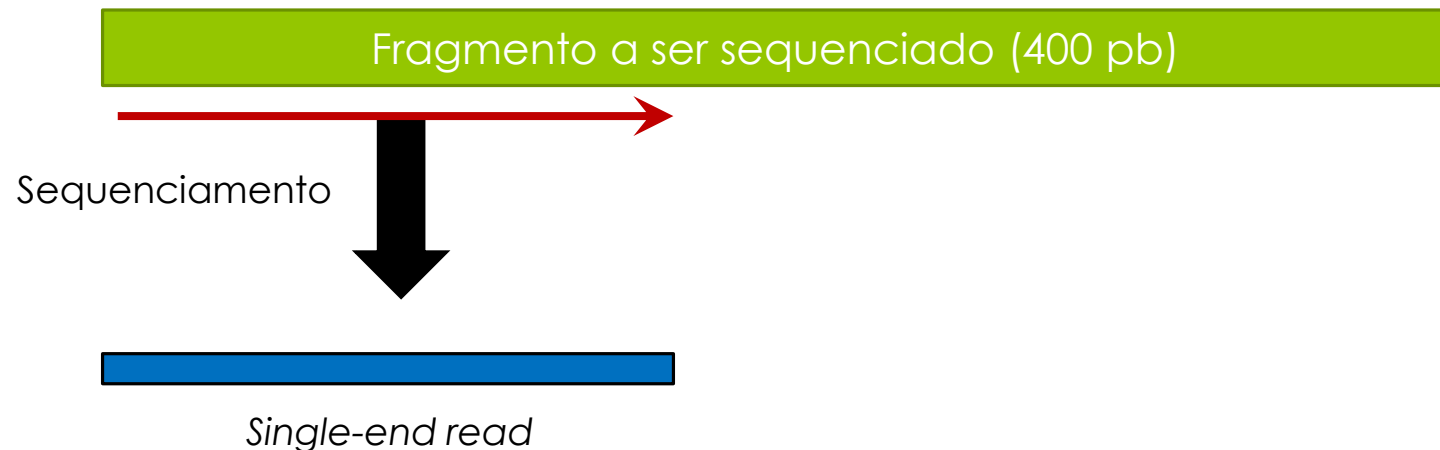 Fragmento a ser sequenciado (400 pb)
Sequenciamento
Single-end read